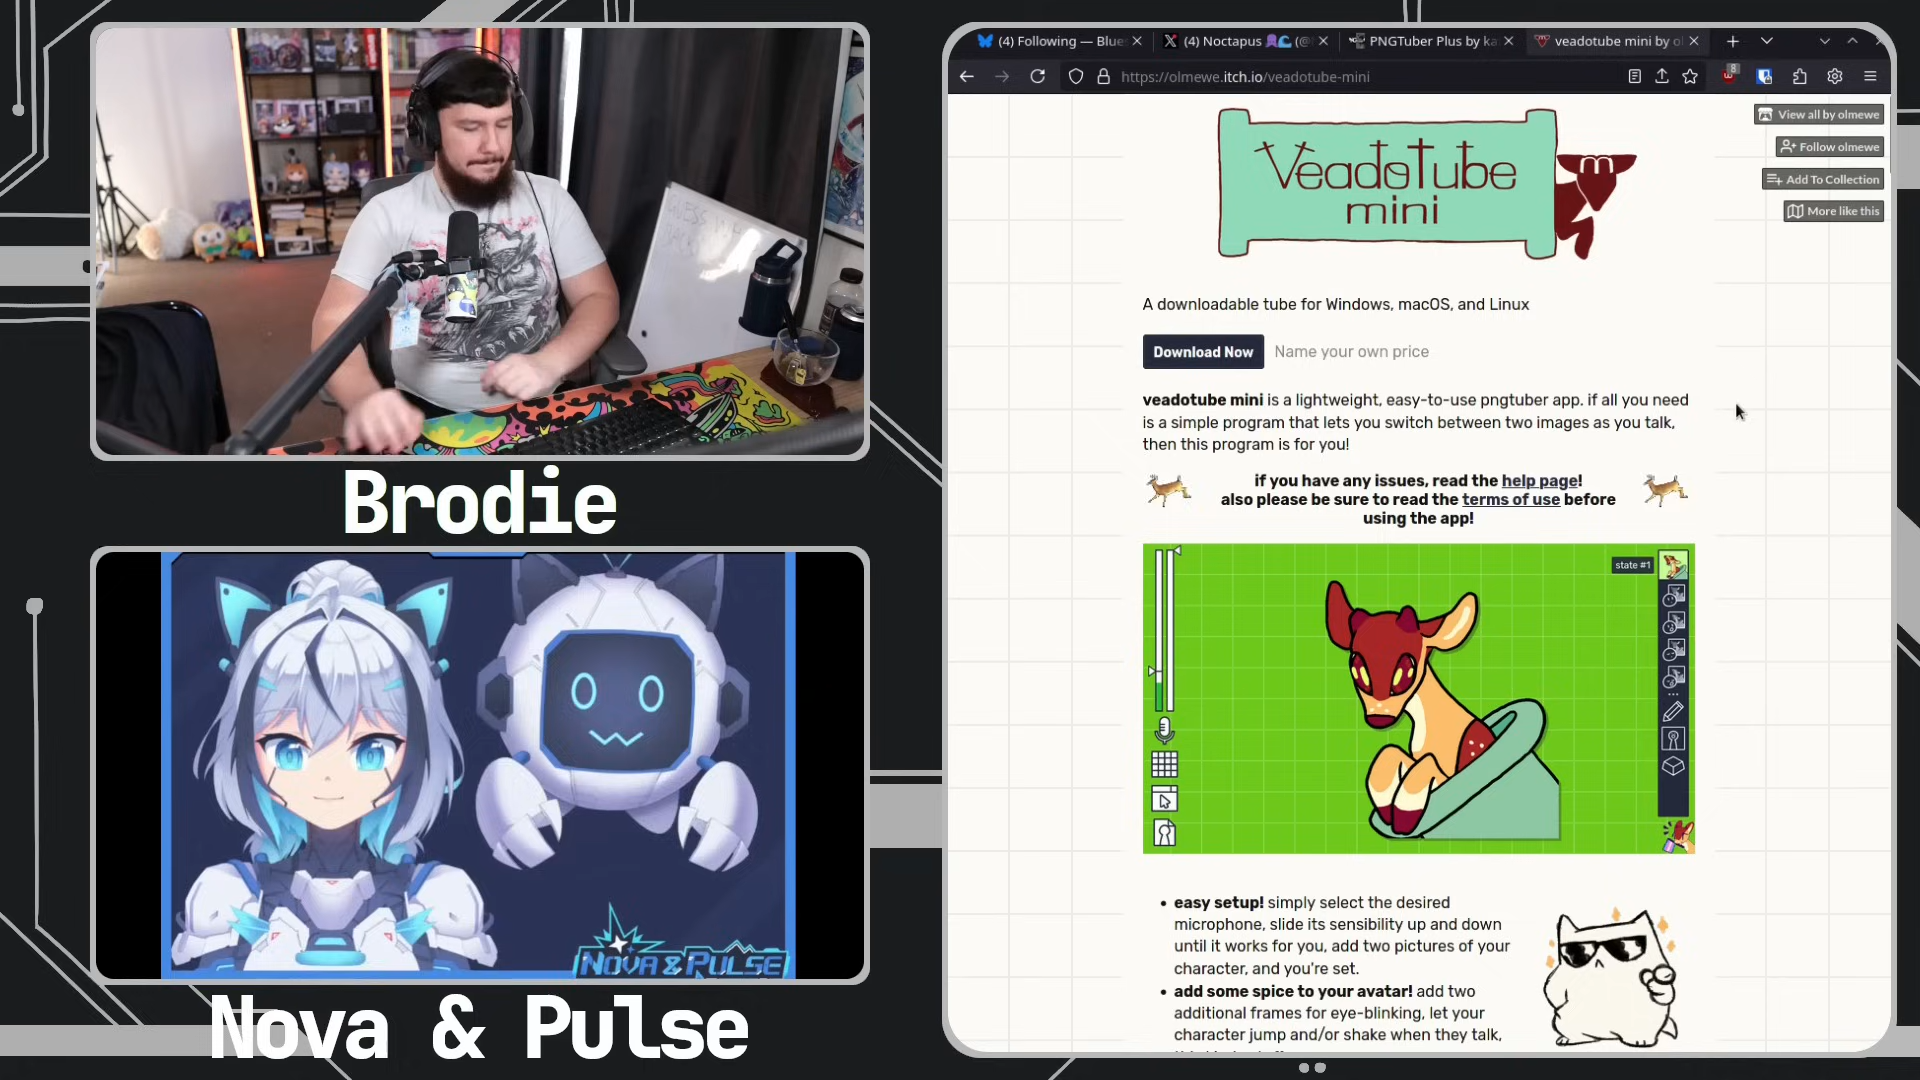 Brodie
NOVA & PULSE
Nova & Pulse
(4) Following — Blue
(4) Noctapus
PNGTuber Plus by ka
veadotube mini by ol
https://olmewe.itch.io/veadotube-mini
8
View all by olmewe
Follow olmewe
Add To Collection
More like this
VeadoTube
mini
A downloadable tube for Windows, macOS, and Linux
Download Now Name your own price
veadotube mini is a lightweight, easy-to-use pngtuber app. if all you need
is a simple program that lets you switch between two images as you talk,
then this program is for you!
if you have any issues, read the help page!
also please be sure to read the terms of use before
using the app!
state #1
easy setup! simply select the desired
microphone, slide its sensibility up and down
until it works for you, add two pictures of your
character, and you're set.
add some spice to your avatar! add two
additional frames for eye-blinking, let your
character jump and/or shake when they talk,